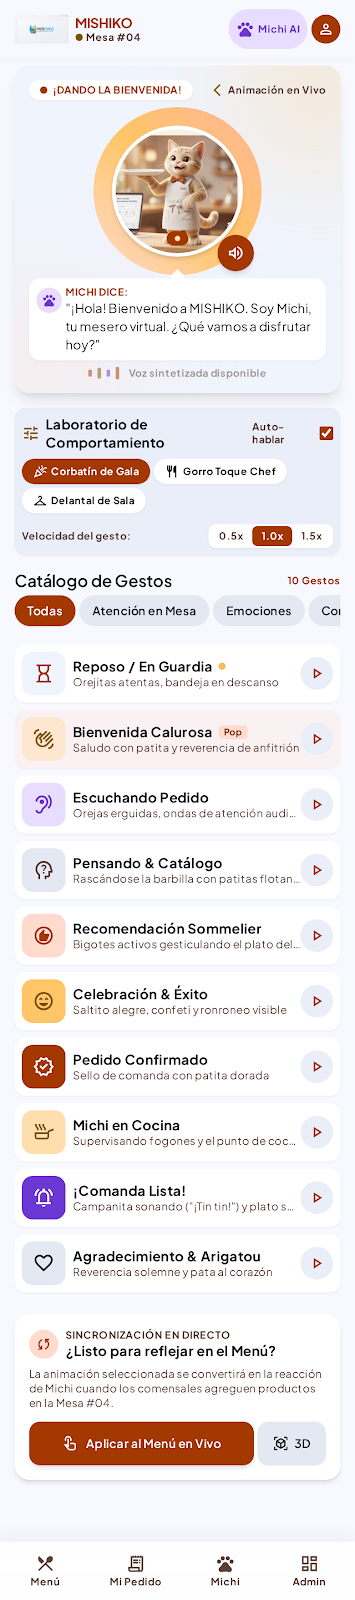 MISHIKO
Mesa #04
Michi AI
¡DANDO LA BIENVENIDA!
Animación en Vivo
MICHI DICE:
"¡Hola! Bienvenido a MISHIKO. Soy Michi,
tu mesero virtual. ¿Qué vamos a disfrutar
hoy?"
Voz sintetizada disponible
Laboratorio de
Comportamiento
Auto-
hablar
Corbatín de Gala
Gorro Toque Chef
Delantal de Sala
Velocidad del gesto:
0.5x
1.0x
1.5x
Catálogo de Gestos
10 Gestos
Todas
Atención en Mesa
Emociones
Coi
Reposo / En Guardia
Orejitas atentas, bandeja en descanso
Bienvenida Calurosa
Pop
Saludo con patita y reverencia de anfitrión
Escuchando Pedido
Orejas erguidas, ondas de atención audi...
Pensando & Catálogo
Rascándose la barbilla con patitas flotan...
Recomendación Sommelier
Bigotes activos gesticulando el plato del...
Celebración & Éxito
Saltito alegre, confeti y ronroneo visible
Pedido Confirmado
Sello de comanda con patita dorada
Michi en Cocina
Supervisando fogones y el punto de coc...
¡Comanda Lista!
Campanita sonando ("¡Tin tin!") y plato s...
Agradecimiento & Arigatou
Reverencia solemne y pata al corazón
SINCRONIZACIÓN EN DIRECTO
¿Listo para reflejar en el Menú?
La animación seleccionada se convertirá en la reacción
de Michi cuando los comensales agreguen productos
en la Mesa #04.
Aplicar al Menú en Vivo
3D
Menú
Mi Pedido
Michi
Admin